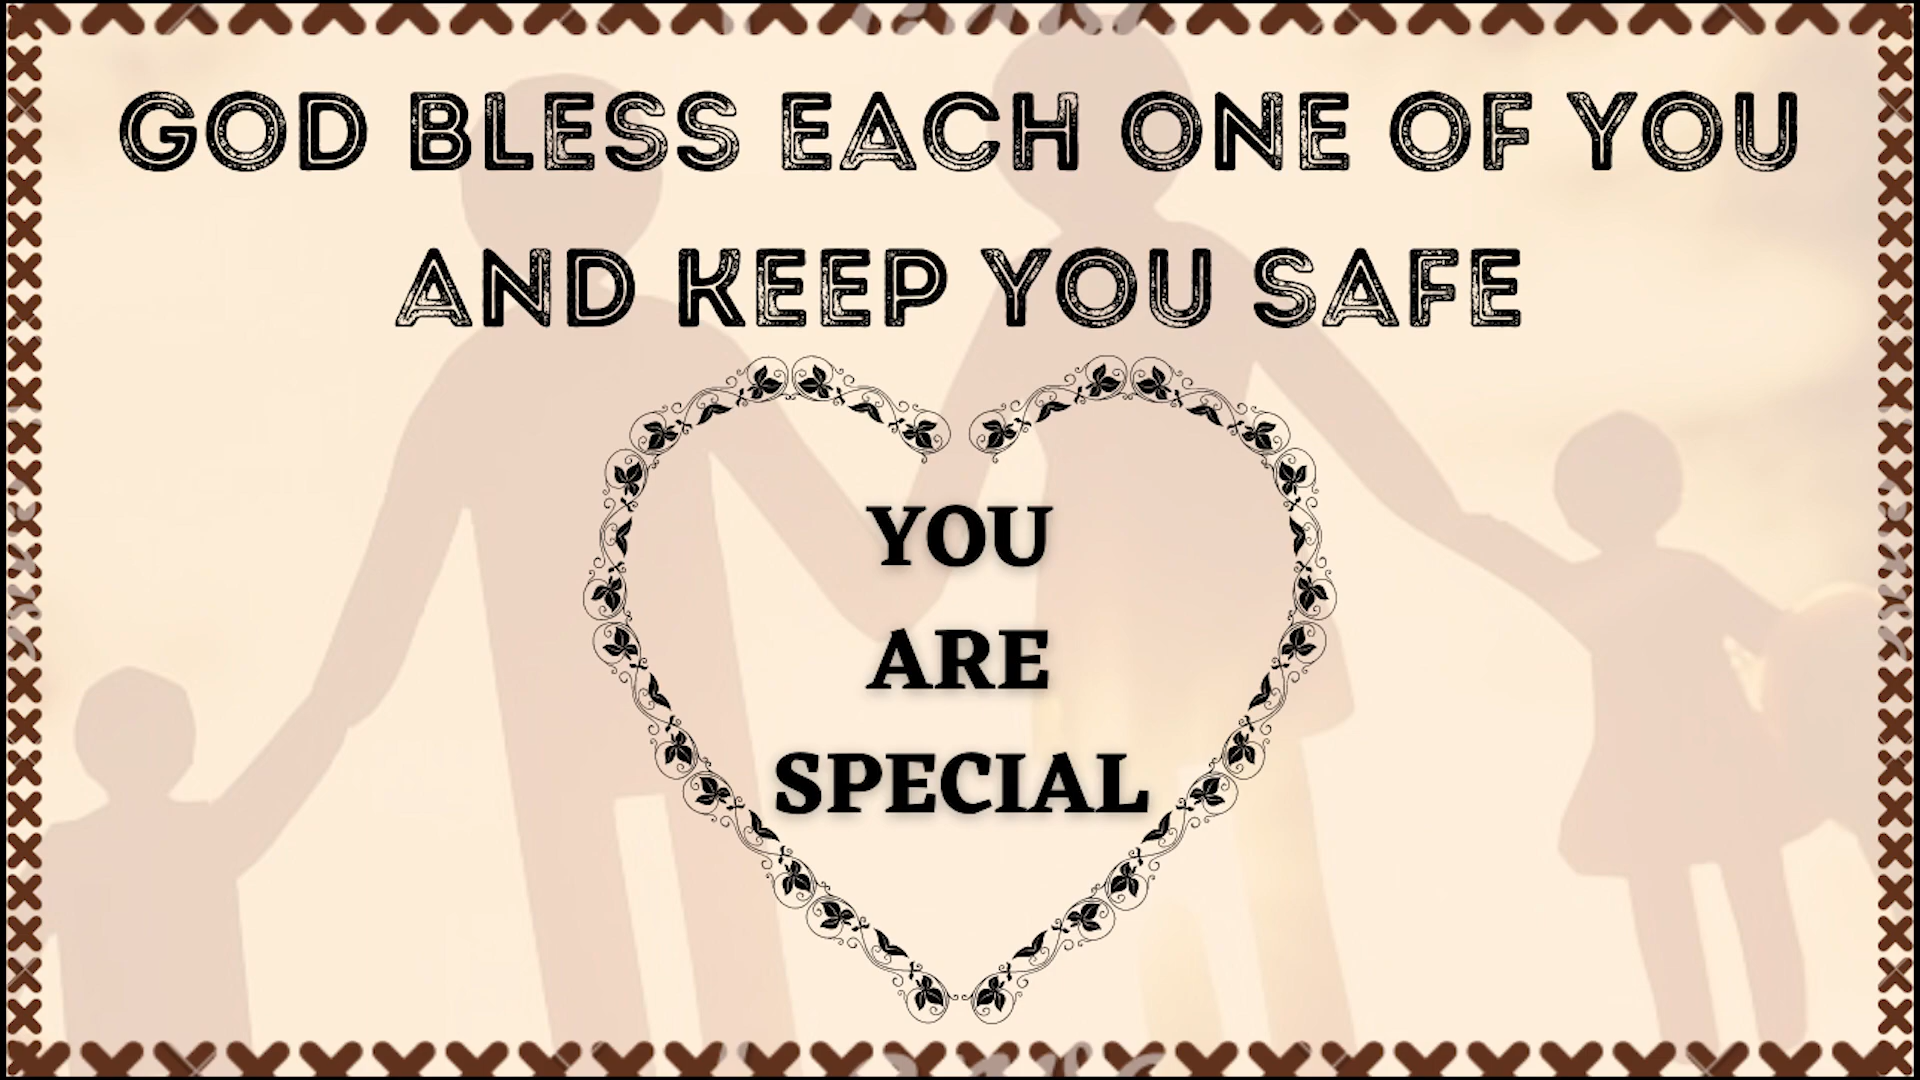 GOD BLESS EACH ONE OF YOU
AND KEEP YOU SAFE
YOU
ARE
SPECIAL